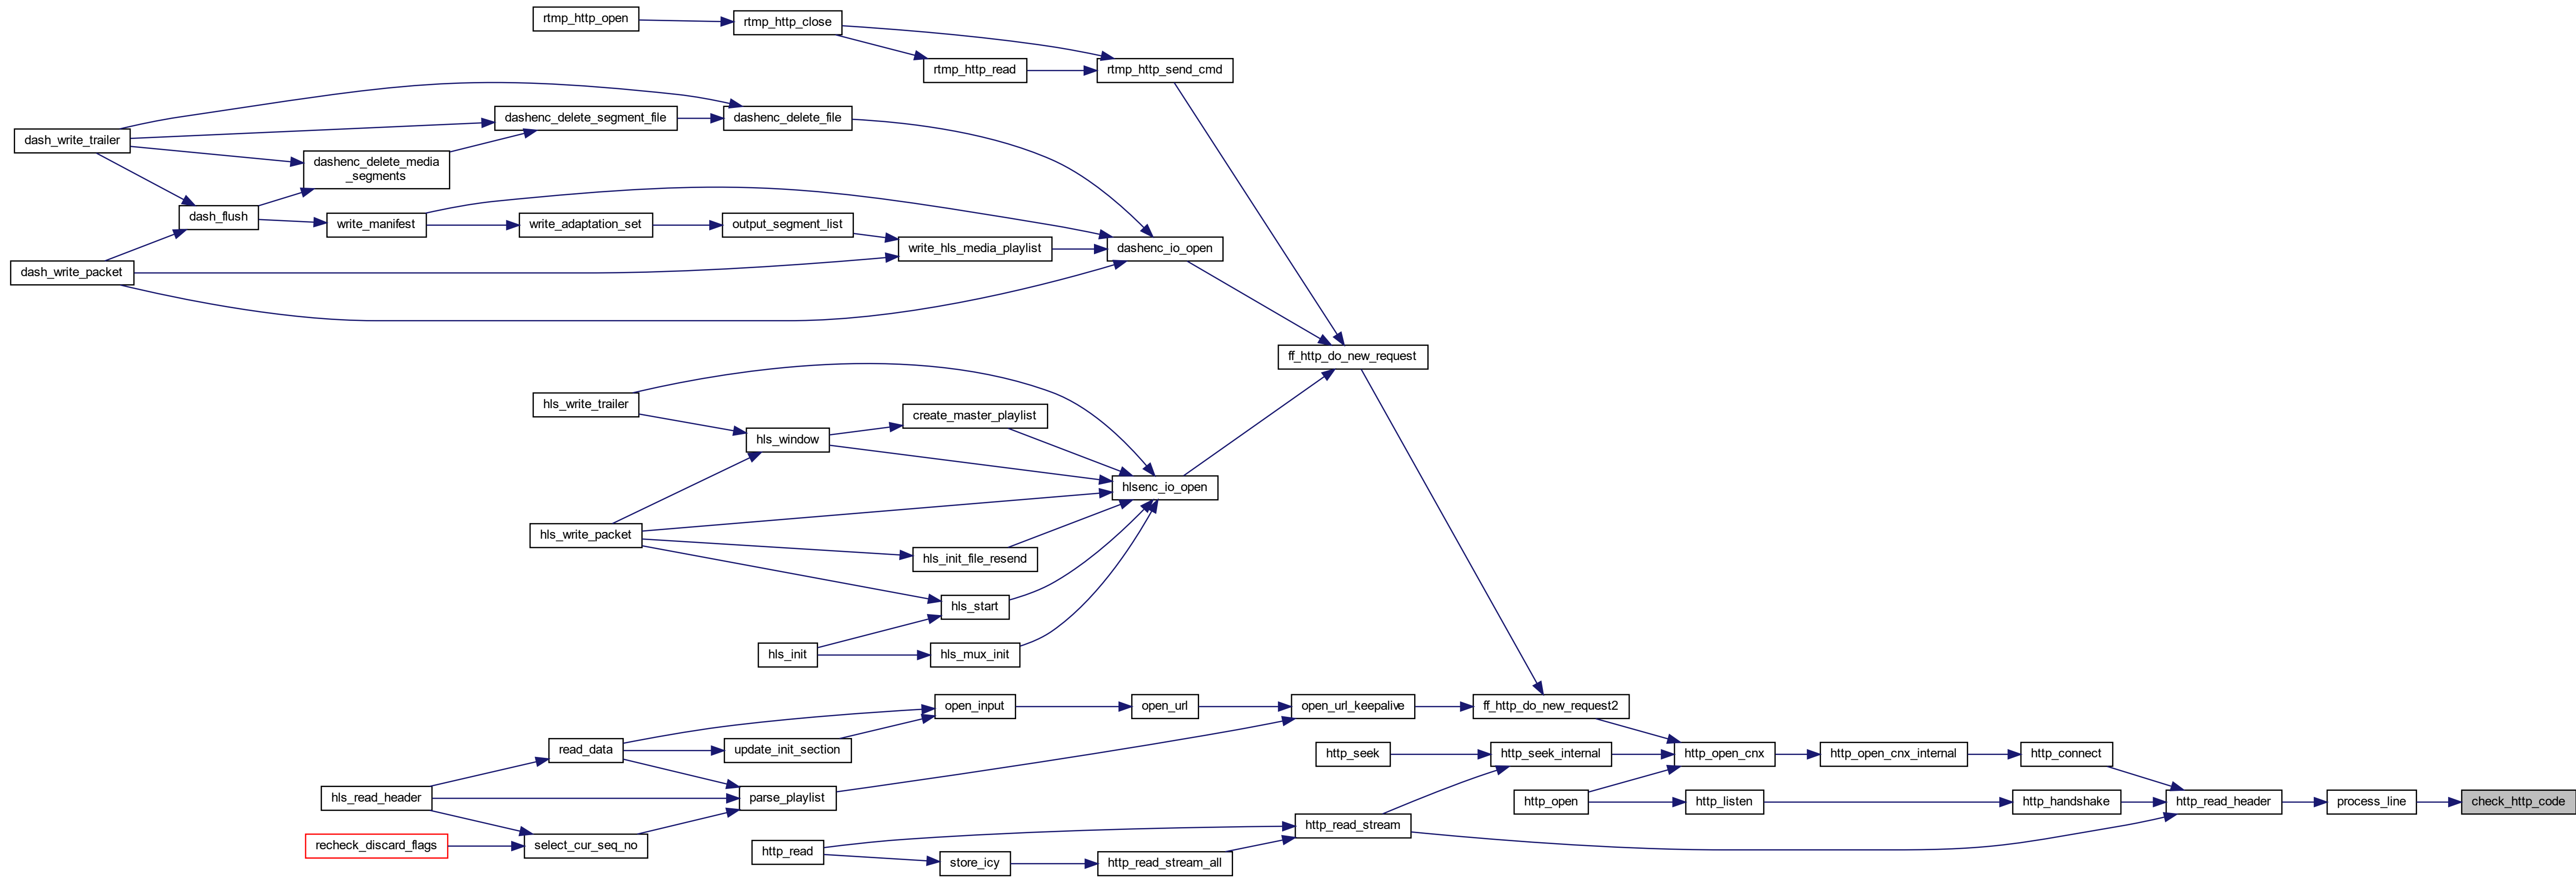 rtmp_http_open
rtmp_http_close
rtmp_http_read
rtmp_http_send_cmd
dash_write_trailer
dashenc_delete_segment_file
dashenc_delete_file
dashenc_delete_media
_segments
dash_flush
write_manifest
write_adaptation_set
output_segment_list
write_hls_media_playlist
dashenc_io_open
dash_write_packet
ff_http_do_new_request
hls_write_trailer
create_master_playlist
hls_window
hlsenc_io_open
hls_write_packet
hls_init_file_resend
hls_start
hls_init
hls_mux_init
open_input
open_url
open_url_keepalive
ff_http_do_new_request2
read_data
update_init_section
http_seek
http_seek_internal
http_open_cnx
http_open_cnx_internal
http_connect
hls_read_header
parse_playlist
http_open
http_listen
http_handshake
http_read_header
process_line
check_http_code
recheck_discard_flags
select_cur_seq_no
http_read_stream
http_read
store_icy
http_read_stream_all